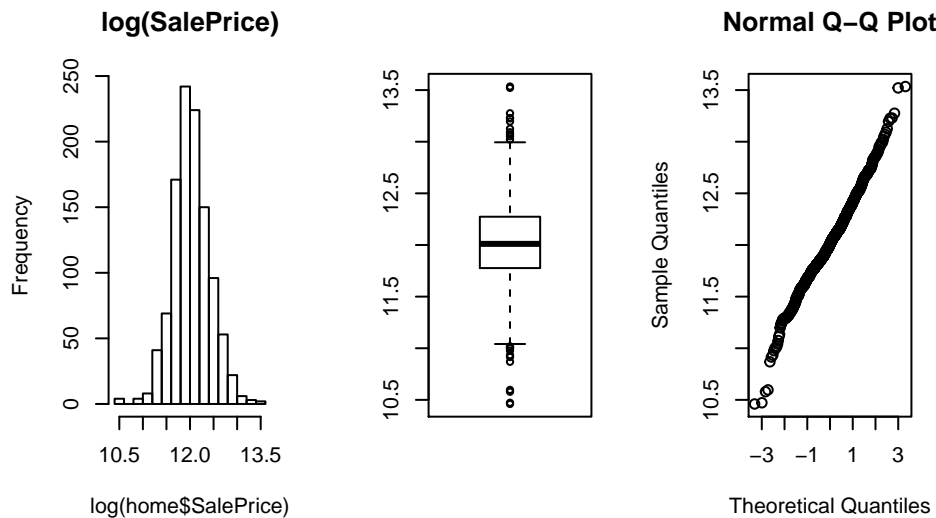 log(SalePrice)
Frequency
0
50
100
150
200
250
10.5 12.0 13.5
log(home$SalePrice)
10.5
11.5
12.5
13.5
Normal Q−Q Plot
Sample Quantiles
10.5
11.5
12.5
13.5
−3 −1 1 3
Theoretical Quantiles